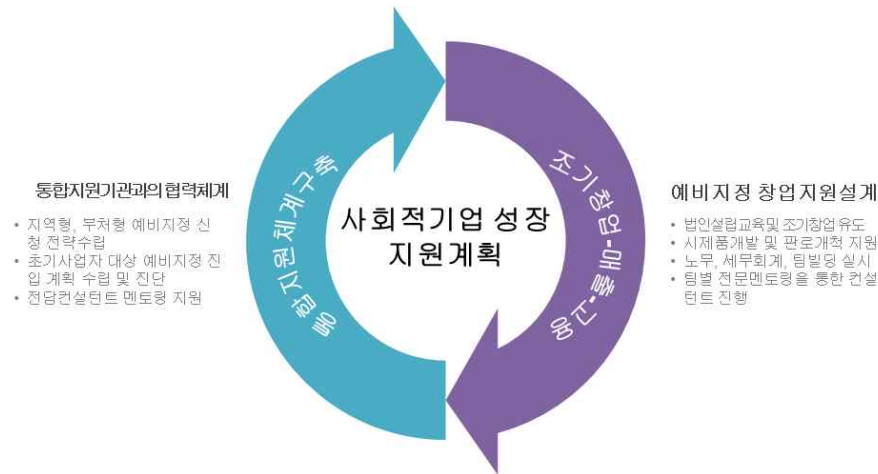 통합지원체계구축
조기창업-매출-고용
사회적기업 성장
지원계획
통합지원기관과의 협력체계
• 지역형, 부처형 예비지정 신
청 전략수립
• 초기사업자 대상 예비지정 진
입 계획 수립 및 진단
• 전담컨설턴트 멘토링 지원
예비지정 창업지원설계
• 법인설립교육및 조기창업 유도
• 시제품개발 및 판로개척 지원
• 노무, 세무회계, 팀빌딩 실시
• 팀별 전문멘토링을 통한 컨설
턴트 진행